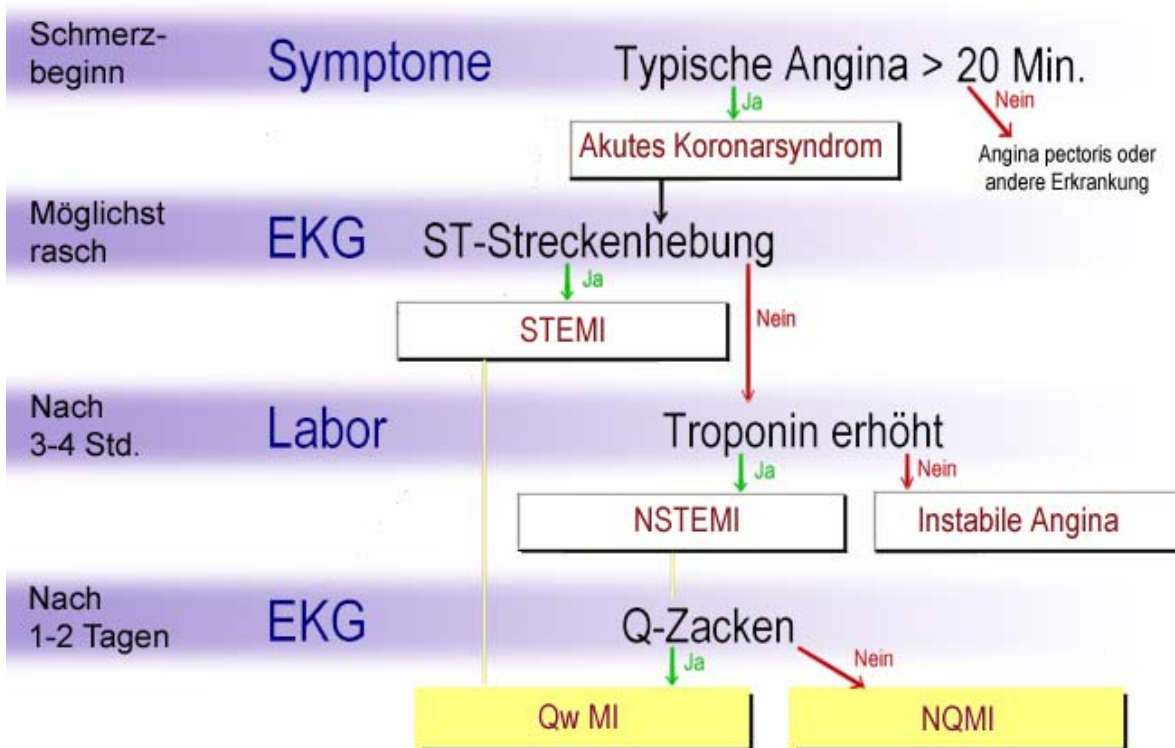 Schmerz-
beginn
Symptome
Typische Angina > 20 Min.
Ja
Nein
Akutes Koronarsyndrom
Angina pectoris oder
andere Erkrankung
Möglichst
rasch
EKG
ST-Streckenhebung
Ja
Nein
STEMI
Nach
3-4 Std.
Labor
Troponin erhöht
Ja
Nein
NSTEMI
Instabile Angina
Nach
1-2 Tagen
EKG
Q-Zacken
Ja
Nein
Qw MI
NQMI